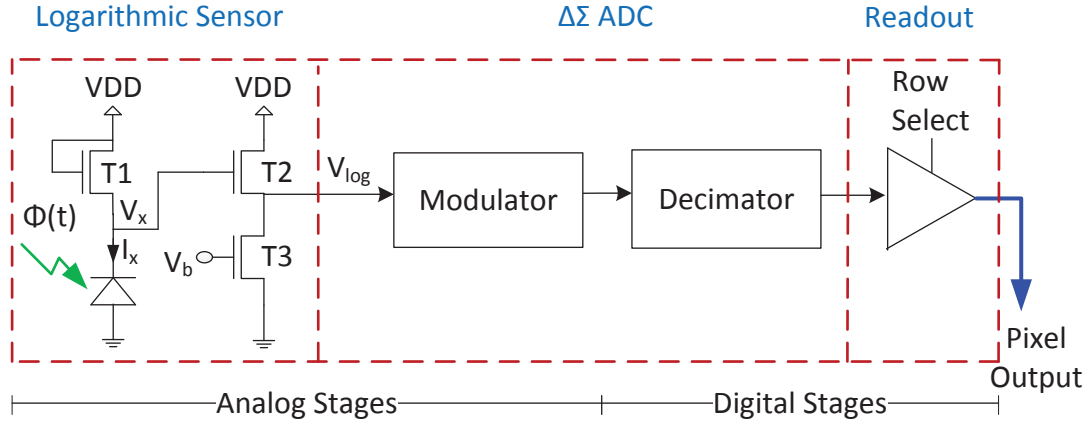 Logarithmic Sensor
ΔΣ ADC
Readout
VDD
VDD
Row
Select
T1
T2
Vlog
Modulator
Decimator
Φ(t)
Vx
Ix
Vb
T3
Pixel
Output
Analog Stages
Digital Stages